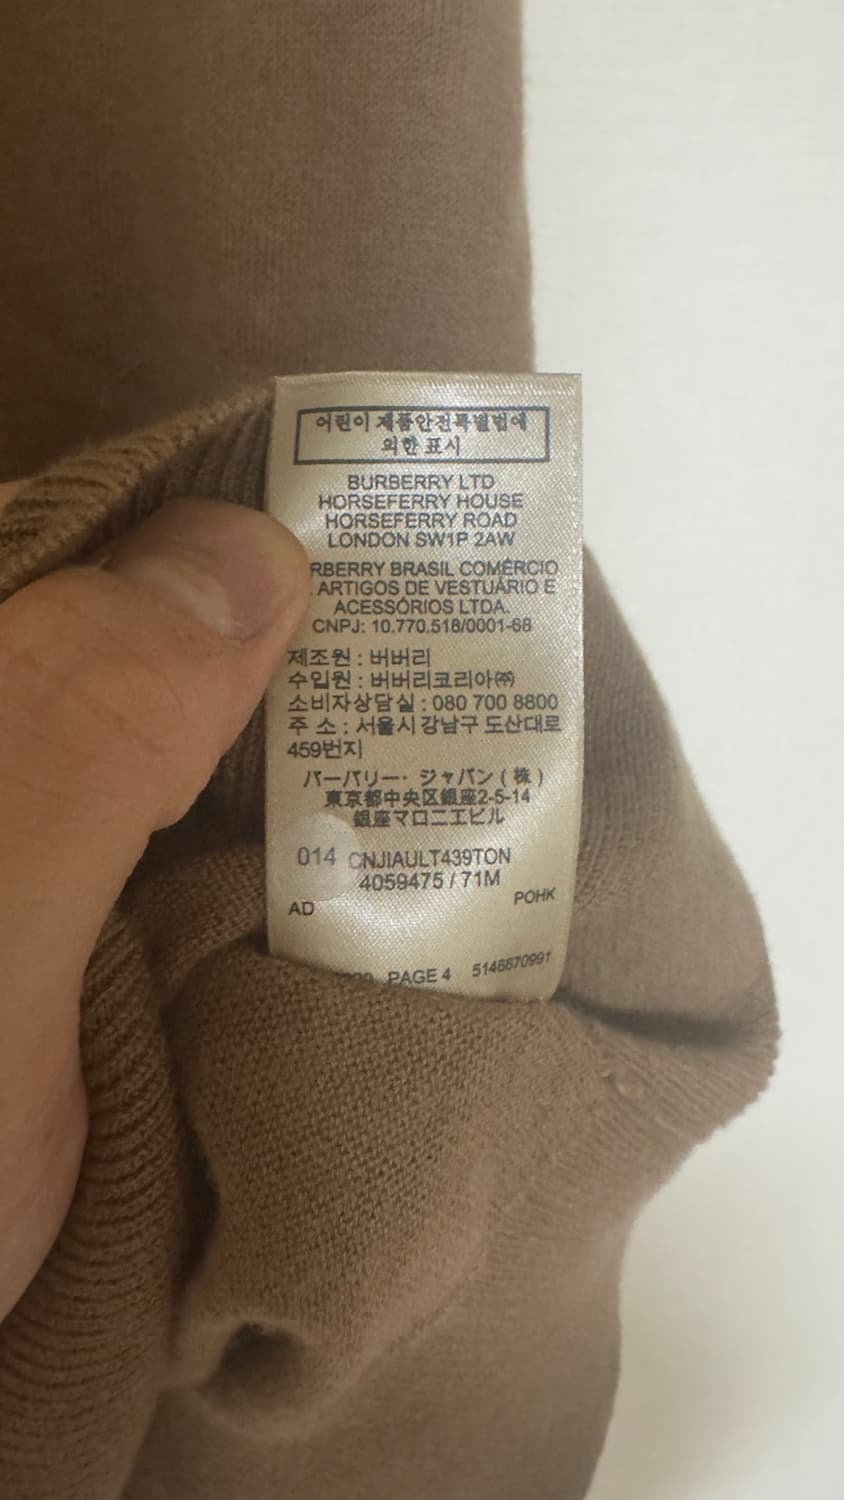 어린이 제품안전특별법에
의한 표시
BURBERRY LTD
HORSEFERRY HOUSE
HORSEFERRY ROAD
LONDON SW1P 2AW
RBERRY BRASIL COMÉRCIO
ARTIGOS DE VESTUÁRIO E
ACESSÓRIOS LTDA.
CNPJ: 10.770.518/0001-68
제조원 : 버버리
수입원 : 버버리코리아㈜
소비자상담실 : 080 700 8800
주 소 : 서울시 강남구 도산대로
459번지
バーバリー・ジャパン ( 株 )
東京都中央区銀座2-5-14
銀座マロニエビル
014 CNJIAULT439TON
4059475 / 71M
AD POHK
PAGE 4 5146670991